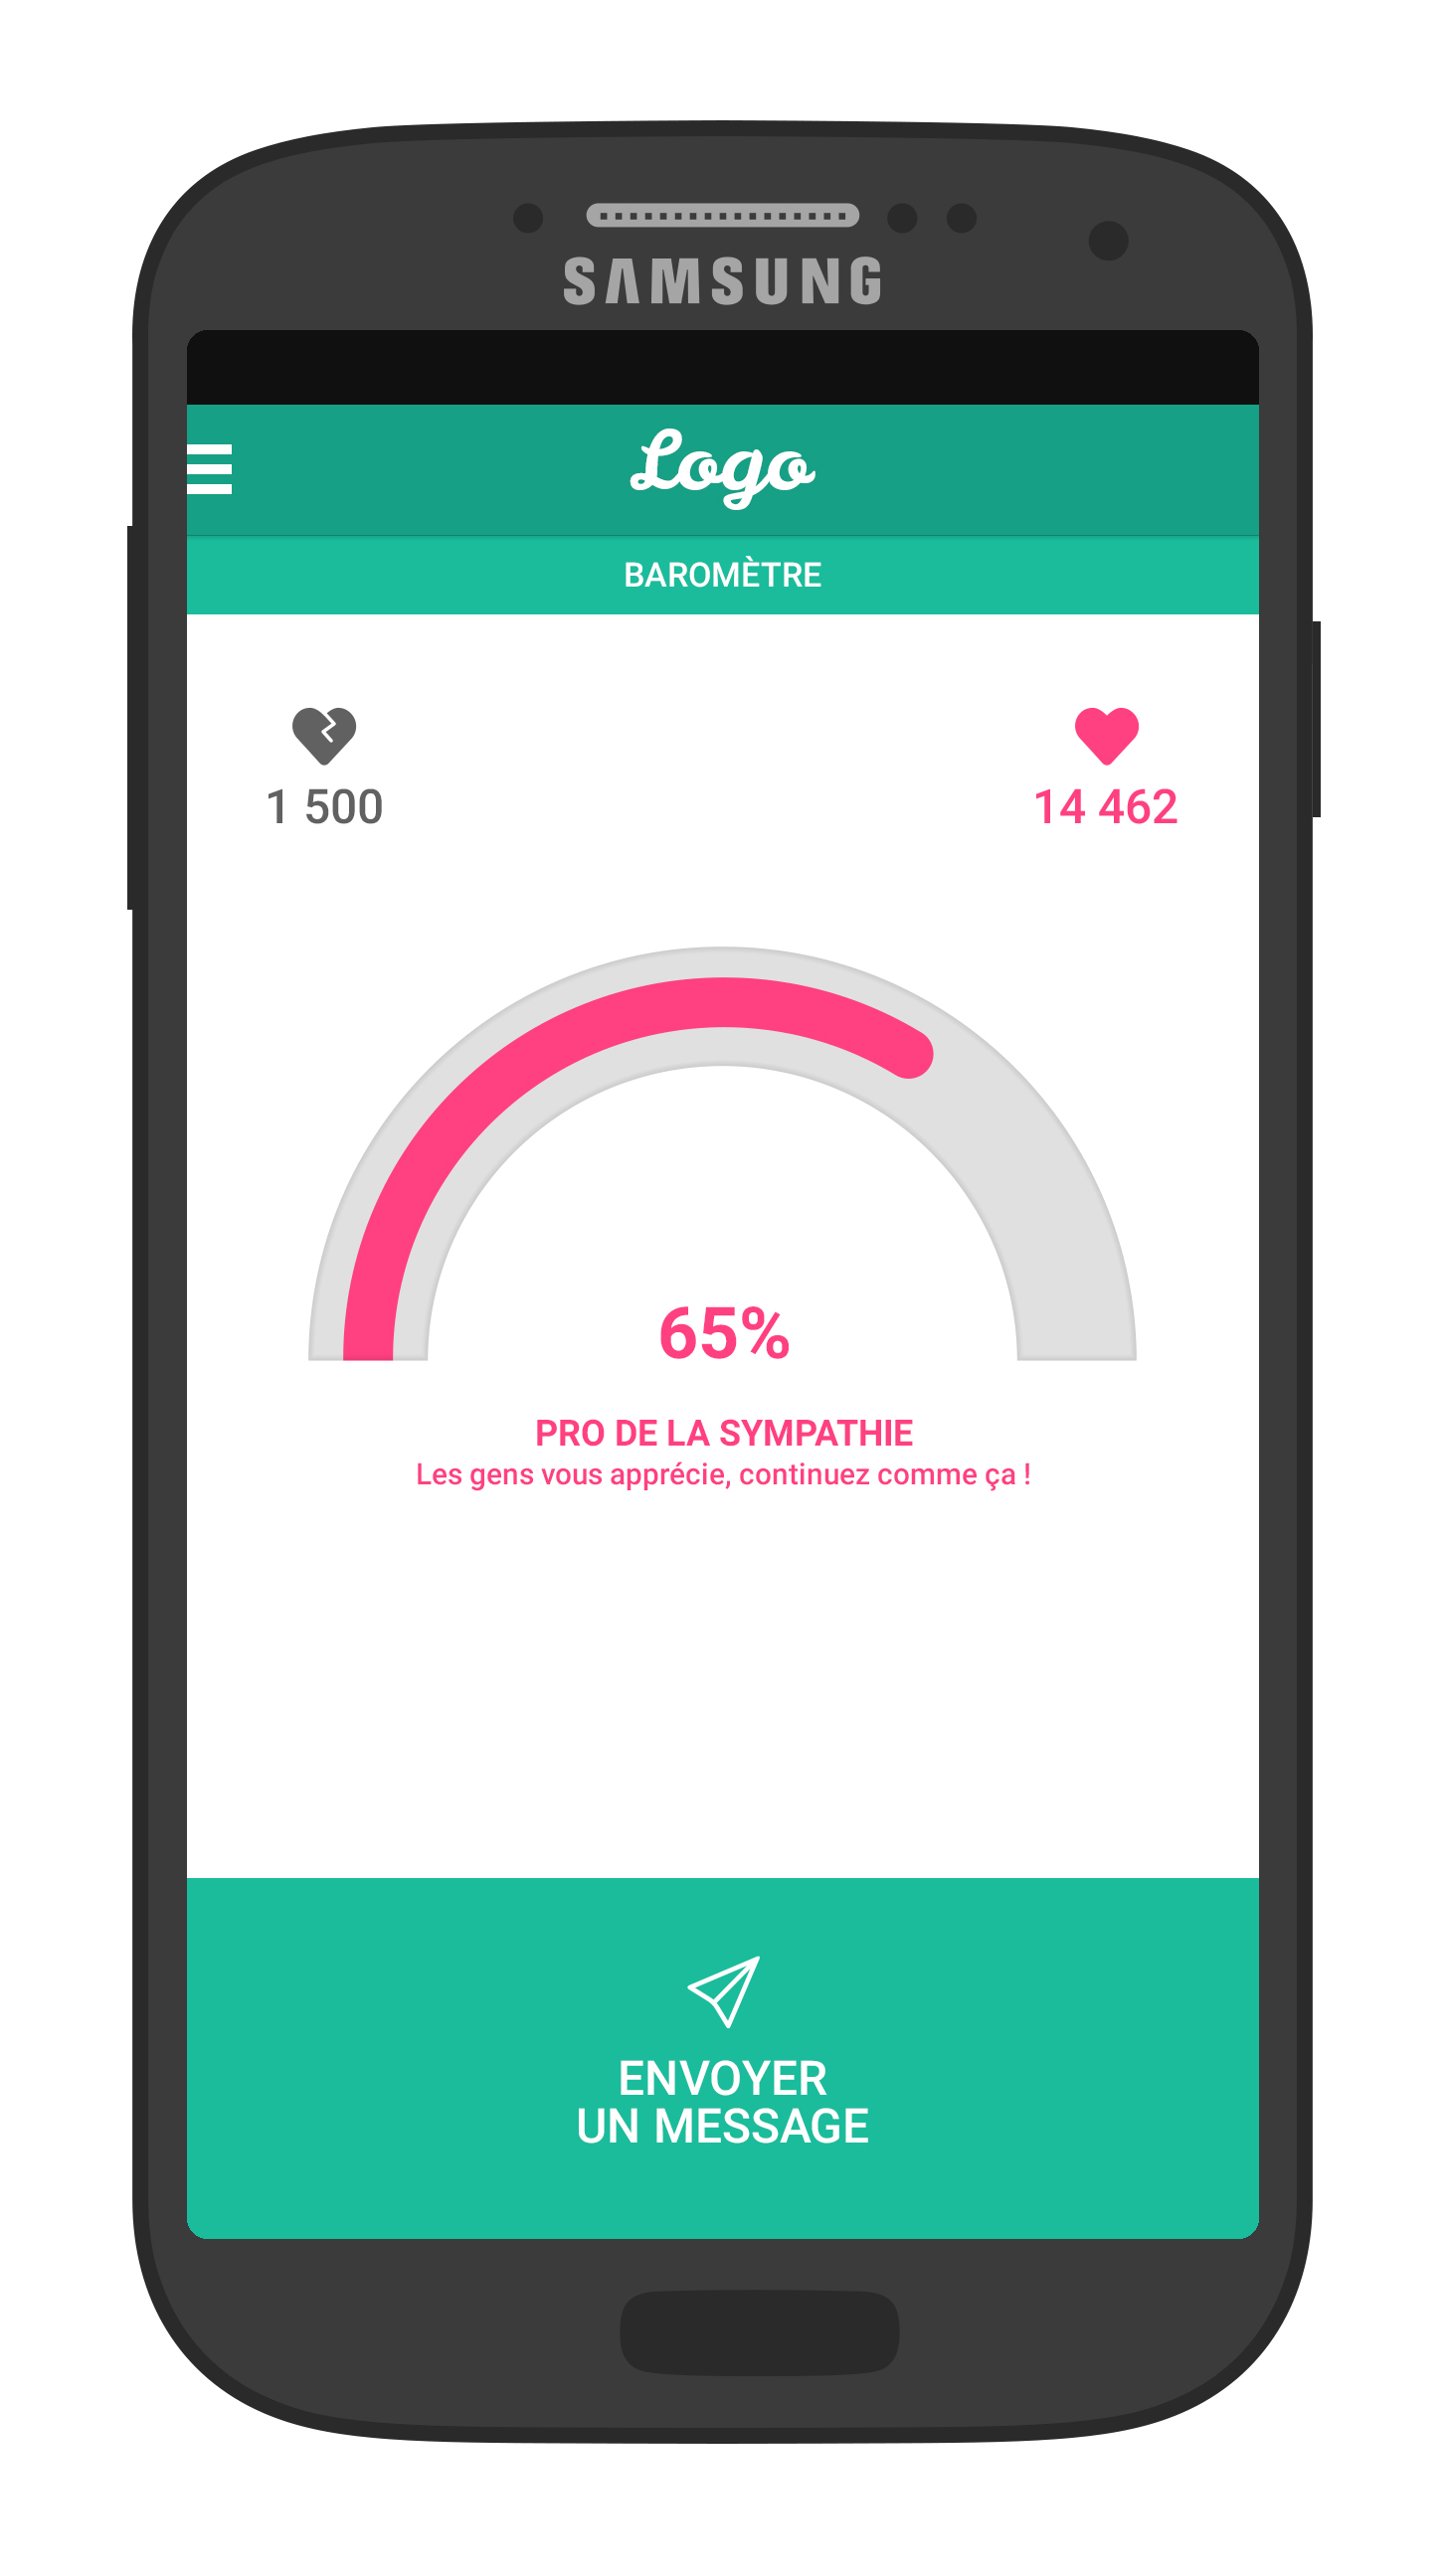 SAMSUNG
Logo
BAROMÈTRE
1 500
14 462
65%
PRO DE LA SYMPATHIE
Les gens vous apprécie, continuez comme ça !
ENVOYER
UN MESSAGE